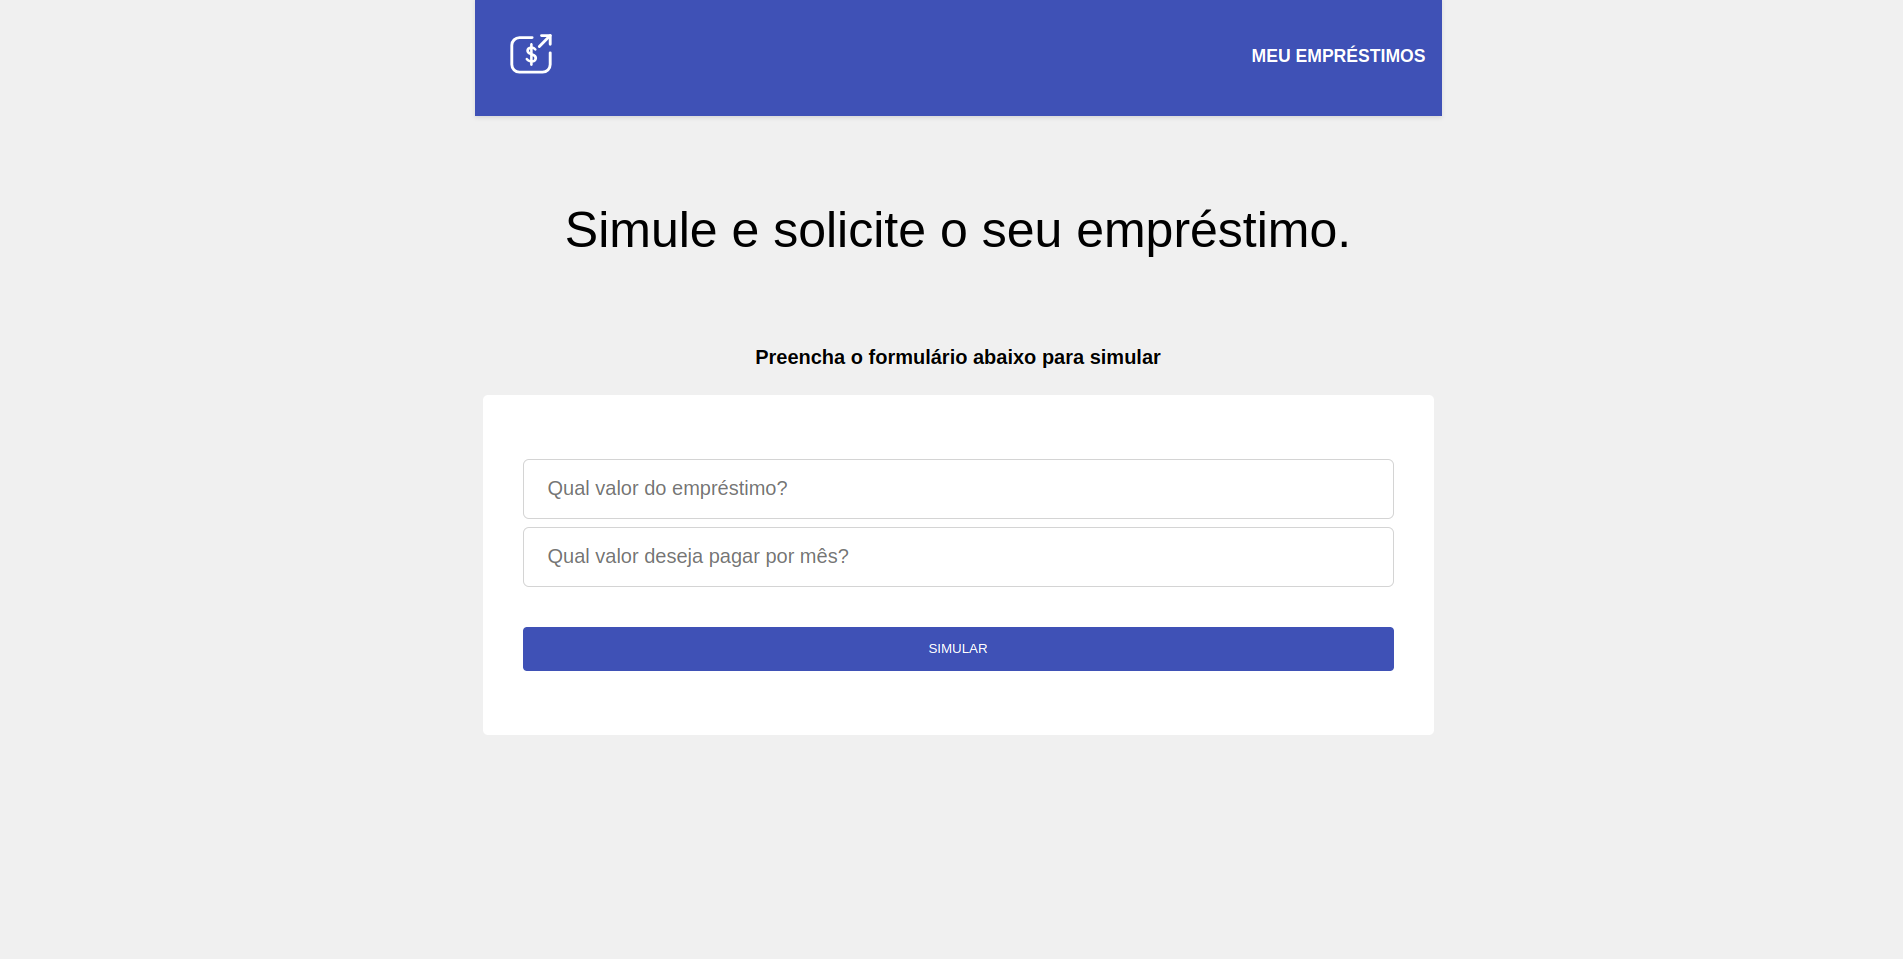 $
MEU EMPRÉSTIMOS
Simule e solicite o seu empréstimo.
Preencha o formulário abaixo para simular
Qual valor do empréstimo?
Qual valor deseja pagar por mês?
SIMULAR